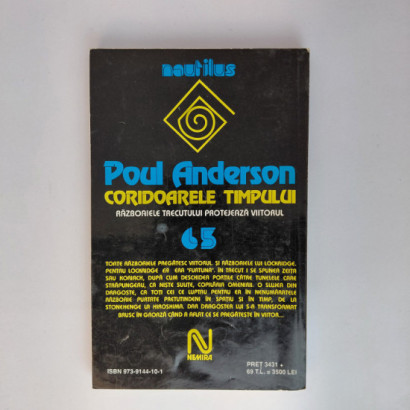 nautilus
Poul Anderson
CORIDOARELE TIMPULUI
RĂZBOAIELE TRECUTULUI PROTEJEAZĂ VIITORUL
65
TOATE RĂZBOAIELE PREGĂTESC VIITORUL. ȘI RĂZBOAIELE LUI LOCKRIDGE.
PENTRU LOCKRIDGE EA ERA "FURTUNA". ÎN TRECUT I SE SPUNEA ZEIȚA
SAU KORIACH, DUPĂ CUM DESCHIDEA PORȚILE CĂTRE TUNELELE CARE
STRĂPUNGEAU, CA NIȘTE SULIȚE, COPILĂRIA OMENIRII. O SLUJEA DIN
DRAGOSTE, CA TOȚI CEI CE LUPTAU PENTRU EA ÎN NENUMĂRATELE
RĂZBOAIE PURTATE PRETUTINDENI ÎN SPAȚIU ȘI ÎN TIMP, DE LA
STONEHENGE LA HIROSHIMA. DAR DRAGOSTEA LUI S-A TRANSFORMAT
BRUSC ÎN GROAZĂ CÂND A AFLAT CE SE PREGĂTEȘTE ÎN VIITOR...
N
NEMIRA
ISBN 973-9144-10-1
PREȚ 3431 +
69 T.L. = 3500 LEI